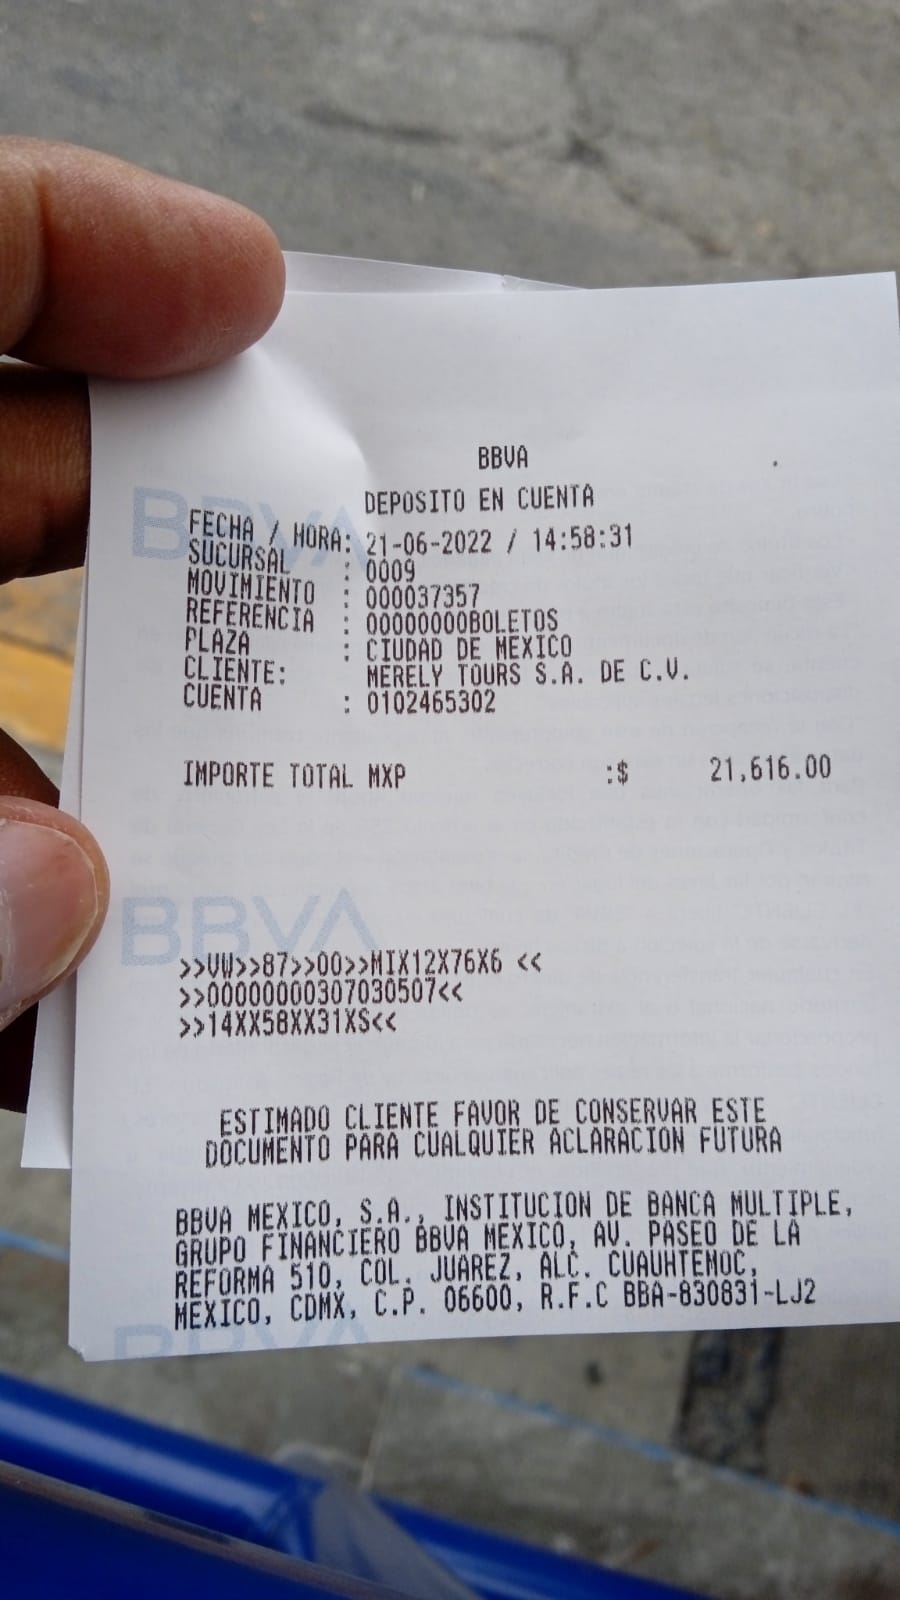 BBVA
DEPOSITO EN CUENTA
FECHA / HORA: 21-06-2022 / 14:58:31
SUCURSAL : 0009
MOVIMIENTO : 000037357
REFERENCIA : 00000000BOLETOS
PLAZA : CIUDAD DE MEXICO
CLIENTE: MERELY TOURS S.A. DE C.V.
CUENTA : 0102465302
IMPORTE TOTAL MXP :$ 21,616.00
BBVA
>>VW>>87>>00>>MIX12X76X6 <<
>>00000000307030507<<
>>14XX58XX31XS<<
ESTIMADO CLIENTE FAVOR DE CONSERVAR ESTE
DOCUMENTO PARA CUALQUIER ACLARACION FUTURA
BBVA MEXICO, S.A., INSTITUCION DE BANCA MULTIPLE,
GRUPO FINANCIERO BBVA MEXICO, AV. PASEO DE LA
REFORMA 510, COL. JUAREZ, ALC. CUAUHTEMOC,
MEXICO, CDMX, C.P. 06600, R.F.C BBA-830831-LJ2
BBVA